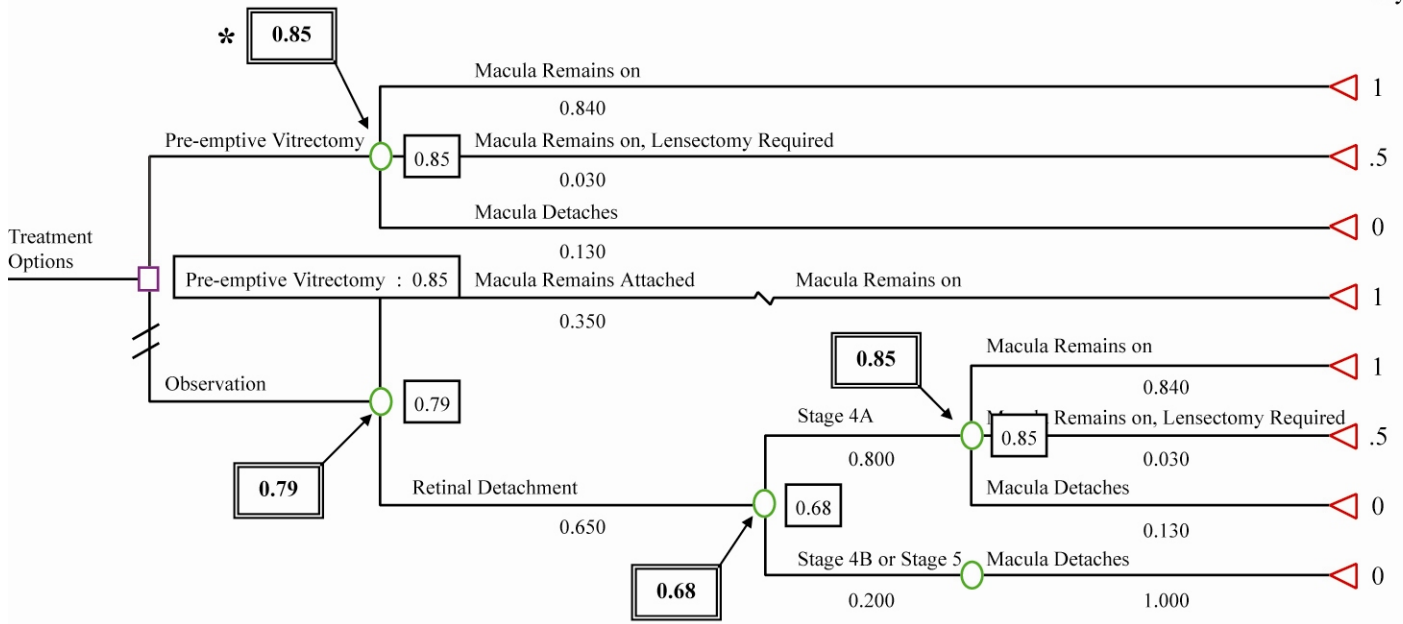 * 0.85
Macula Remains on
0.840
1
Pre-emptive Vitrectomy
0.85
Macula Remains on, Lensectomy Required
0.030
.5
Macula Detaches
0.130
0
Treatment
Options
Pre-emptive Vitrectomy : 0.85
Macula Remains Attached
0.350
Macula Remains on
1
Observation
0.79
0.79
Retinal Detachment
0.650
0.68
0.68
Stage 4A
0.800
0.85
0.85
Macula Remains on
0.840
1
Remains on, Lensectomy Required
0.030
.5
Macula Detaches
0.130
0
Stage 4B or Stage 5
0.200
Macula Detaches
1.000
0